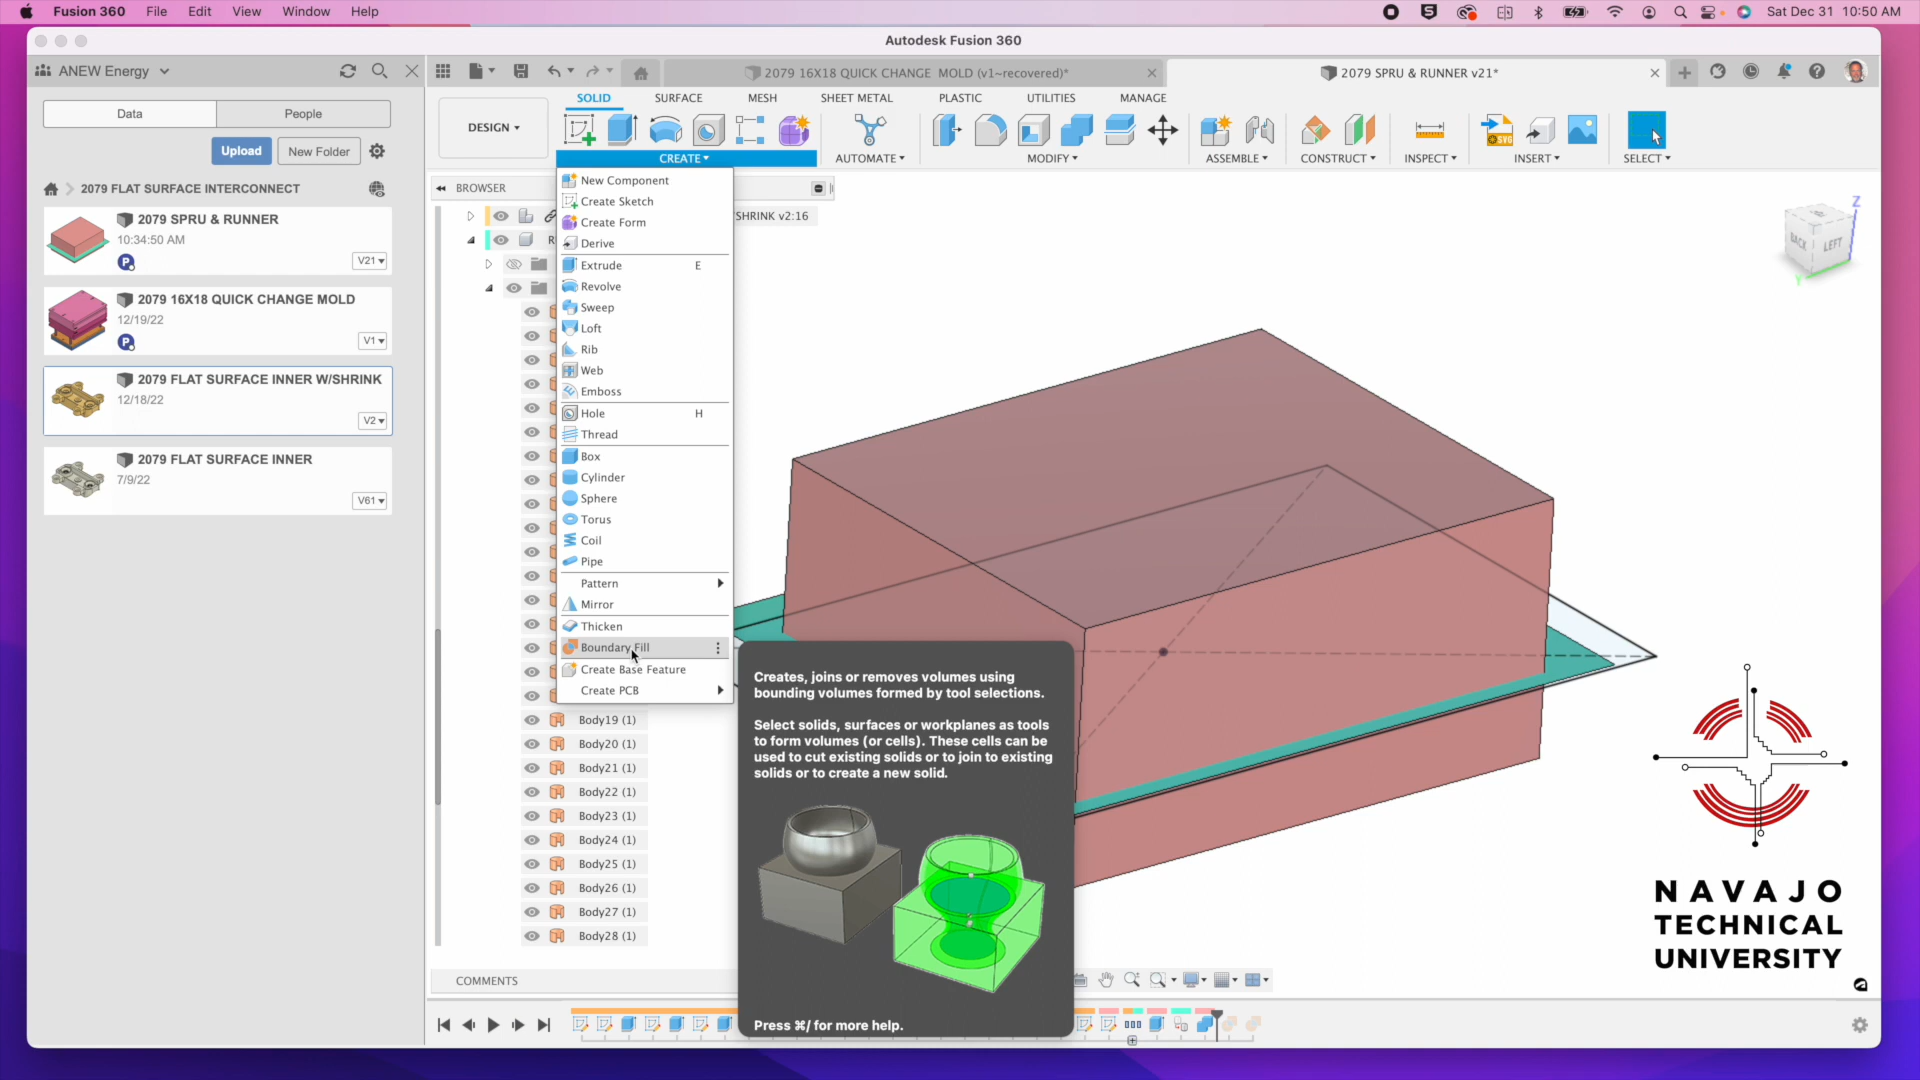 Fusion 360 File Edit View Window Help
Sat Dec 31 10:50 AM
Autodesk Fusion 360
ANEW Energy
2079 16X18 QUICK CHANGE MOLD (v1~recovered)*
2079 SPRU & RUNNER v21*
Data
People
Upload
New Folder
2079 FLAT SURFACE INTERCONNECT
2079 SPRU & RUNNER
10:34:50 AM
P
V21
2079 16X18 QUICK CHANGE MOLD
12/19/22
P
V1
2079 FLAT SURFACE INNER W/SHRINK
12/18/22
V2
2079 FLAT SURFACE INNER
7/9/22
V61
DESIGN
SOLID
SURFACE
MESH
SHEET METAL
PLASTIC
UTILITIES
MANAGE
CREATE
AUTOMATE
MODIFY
ASSEMBLE
CONSTRUCT
INSPECT
SVG
INSERT
SELECT
BROWSER
SHRINK v2:16
R
New Component
Create Sketch
Create Form
Derive
Extrude E
Revolve
Sweep
Loft
Rib
Web
Emboss
Hole H
Thread
Box
Cylinder
Sphere
Torus
Coil
Pipe
Pattern
Mirror
Thicken
Boundary Fill
Create Base Feature
Create PCB
Body19 (1)
Body20 (1)
Body21 (1)
Body22 (1)
Body23 (1)
Body24 (1)
Body25 (1)
Body26 (1)
Body27 (1)
Body28 (1)
COMMENTS
Creates, joins or removes volumes using
bounding volumes formed by tool selections.
Select solids, surfaces or workplanes as tools
to form volumes (or cells). These cells can be
used to cut existing solids or to join to existing
solids or to create a new solid.
Press ⌘/ for more help.
Z
BACK
LEFT
Y
NAVAJO
TECHNICAL
UNIVERSITY